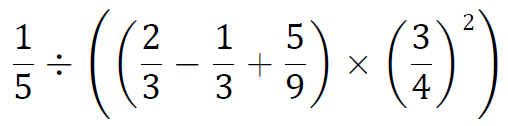 1/5 ÷ ((2/3 − 1/3 + 5/9) × (3/4)²)